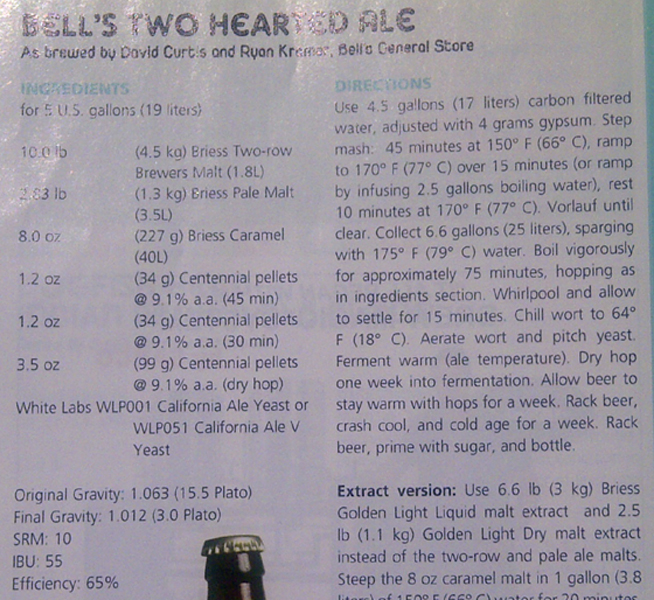 BELL'S TWO HEARTED ALE
As brewed by David Curtis and Ryan Kramer, Bell's General Store
INGREDIENTS
for 5 U.S. gallons (19 liters)
10.0 lb (4.5 kg) Briess Two-row
Brewers Malt (1.8L)
2.83 lb (1.3 kg) Briess Pale Malt
(3.5L)
8.0 oz (227 g) Briess Caramel
(40L)
1.2 oz (34 g) Centennial pellets
@ 9.1% a.a. (45 min)
1.2 oz (34 g) Centennial pellets
@ 9.1% a.a. (30 min)
3.5 oz (99 g) Centennial pellets
@ 9.1% a.a. (dry hop)
White Labs WLP001 California Ale Yeast or
WLP051 California Ale V
Yeast
Original Gravity: 1.063 (15.5 Plato)
Final Gravity: 1.012 (3.0 Plato)
SRM: 10
IBU: 55
Efficiency: 65%
DIRECTIONS
Use 4.5 gallons (17 liters) carbon filtered
water, adjusted with 4 grams gypsum. Step
mash: 45 minutes at 150° F (66° C), ramp
to 170° F (77° C) over 15 minutes (or ramp
by infusing 2.5 gallons boiling water), rest
10 minutes at 170° F (77° C). Vorlauf until
clear. Collect 6.6 gallons (25 liters), sparging
with 175° F (79° C) water. Boil vigorously
for approximately 75 minutes, hopping as
in ingredients section. Whirlpool and allow
to settle for 15 minutes. Chill wort to 64°
F (18° C). Aerate wort and pitch yeast.
Ferment warm (ale temperature). Dry hop
one week into fermentation. Allow beer to
stay warm with hops for a week. Rack beer,
crash cool, and cold age for a week. Rack
beer, prime with sugar, and bottle.
Extract version: Use 6.6 lb (3 kg) Briess
Golden Light Liquid malt extract and 2.5
lb (1.1 kg) Golden Light Dry malt extract
instead of the two-row and pale ale malts.
Steep the 8 oz caramel malt in 1 gallon (3.8
liters) of 150° F (66° C) water for 20 minutes